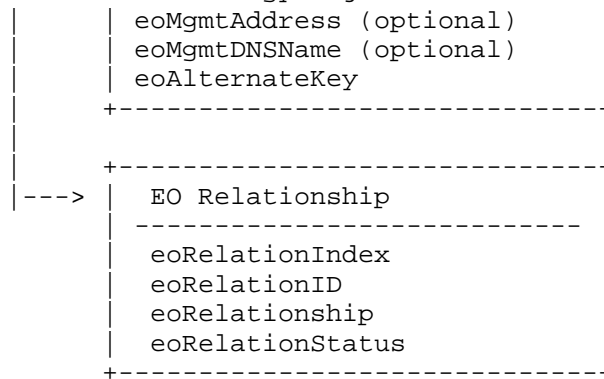 |     | eoMgmtAddress (optional)
|     | eoMgmtDNSName (optional)
|     | eoAlternateKey
|     +-------------------------------
|
|     +-------------------------------
|---> |  EO Relationship
      | ----------------------------
      |  eoRelationIndex
      |  eoRelationID
      |  eoRelationship
      |  eoRelationStatus
      +-------------------------------